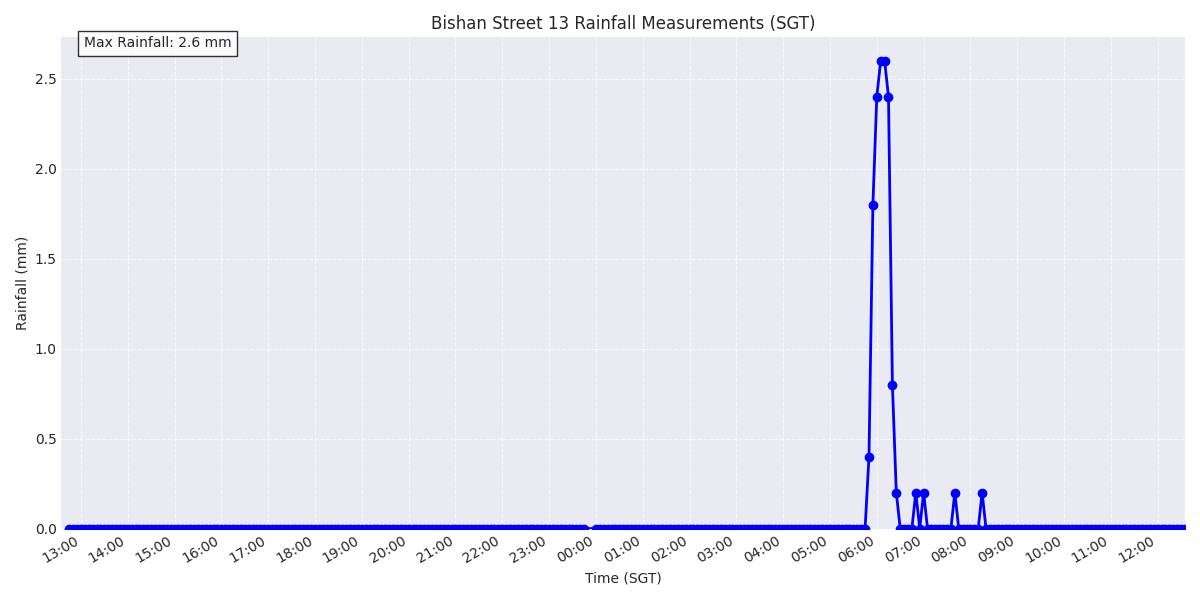 Bishan Street 13 Rainfall Measurements (SGT)
Max Rainfall: 2.6 mm
2.5
2.0
1.5
1.0
0.5
0.0
Rainfall (mm)
13:00 14:00 15:00 16:00 17:00 18:00 19:00 20:00 21:00 22:00 23:00 00:00 01:00 02:00 03:00 04:00 05:00 06:00 07:00 08:00 09:00 10:00 11:00 12:00
Time (SGT)